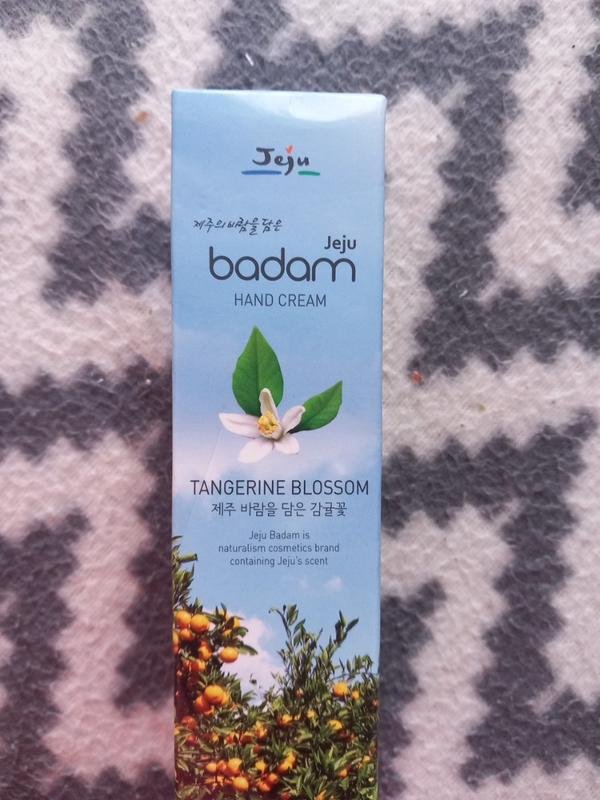 Jeju
제주의바람을담은
Jeju
badam
HAND CREAM
TANGERINE BLOSSOM
제주 바람을 담은 감귤꽃
Jeju Badam is
naturalism cosmetics brand
containing Jeju's scent